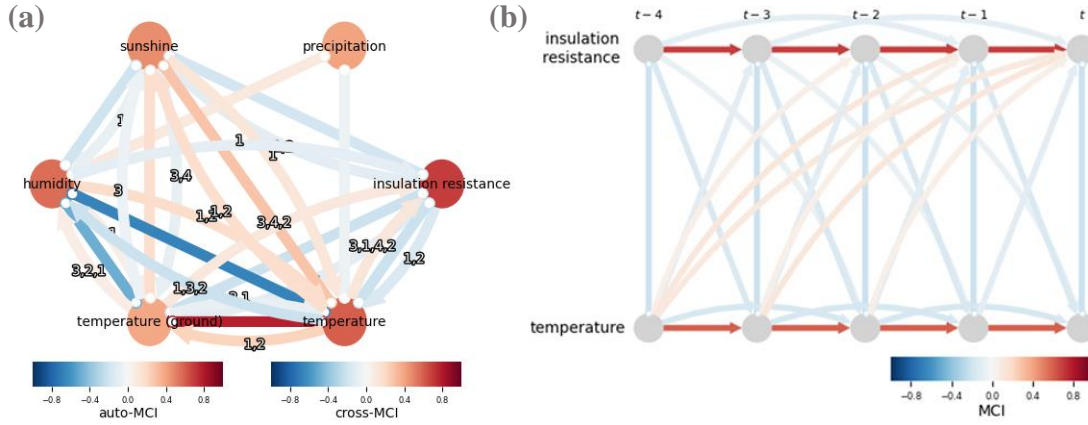 (a)
sunshine
precipitation
1
1
1
humidity
insulation resistance
3,4
3
1,2
1,2
3,4,2
3,1,4,2
3,2,1
1,2
1,3,2
temperature (ground)
temperature
1,2
−0.8 −0.4 0.0 0.4 0.8
auto-MCI
−0.8 −0.4 0.0 0.4 0.8
cross-MCI
(b)
t − 4
t − 3
t − 2
t − 1
t
insulation
resistance
temperature
−0.8 −0.4 0.0 0.4 0.8
MCI